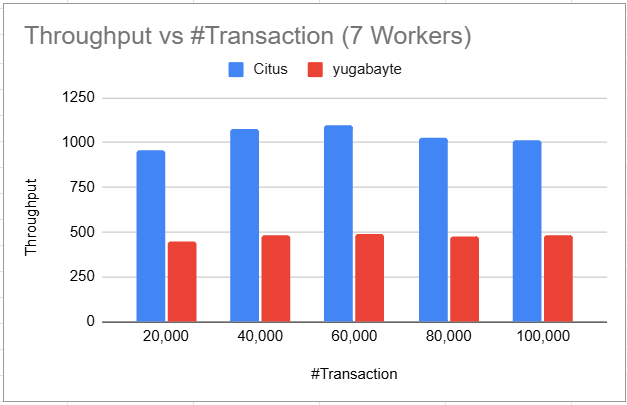 Throughput vs #Transaction (7 Workers)
Citus yugabayte
1250
1000
750
500
250
0
Throughput
20,000 40,000 60,000 80,000 100,000
#Transaction